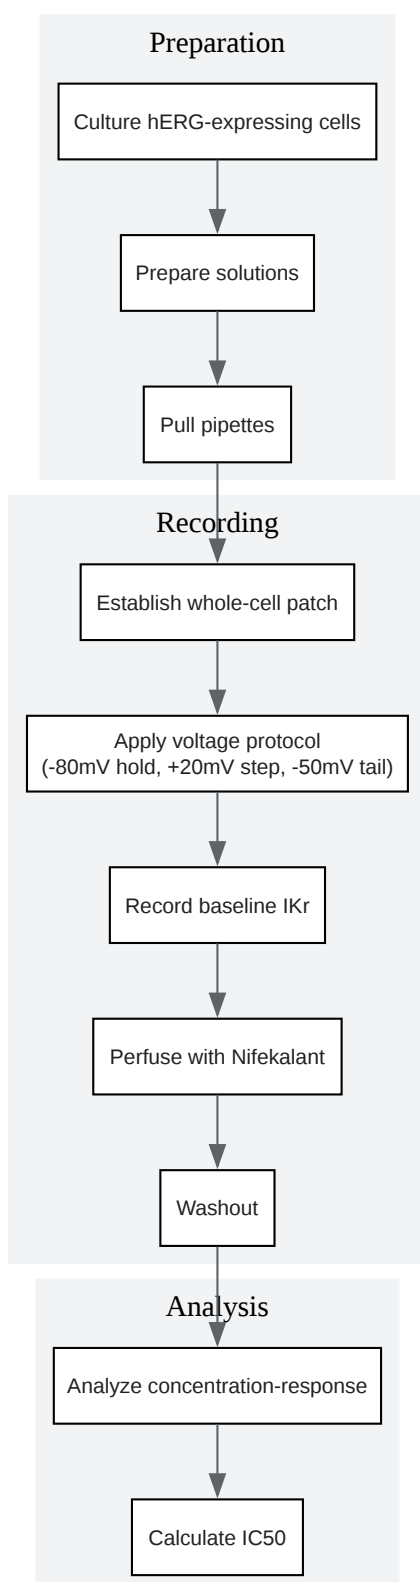 Preparation
Culture hERG-expressing cells
Prepare solutions
Pull pipettes
Recording
Establish whole-cell patch
Apply voltage protocol
(-80mV hold, +20mV step, -50mV tail)
Record baseline IKr
Perfuse with Nifekalant
Washout
Analysis
Analyze concentration-response
Calculate IC50